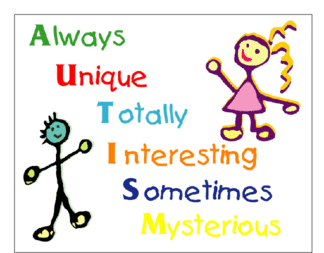 Always
Unique
Totally
Interesting
Sometimes
Mysterious